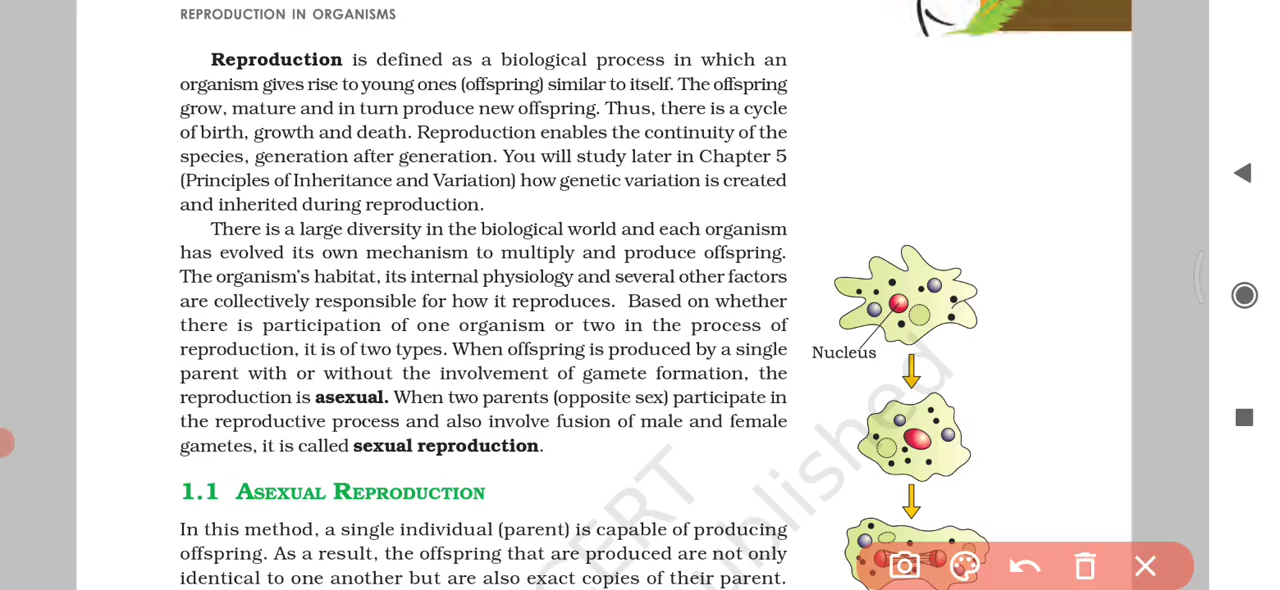 REPRODUCTION IN ORGANISMS
Reproduction is defined as a biological process in which an
organism gives rise to young ones (offspring) similar to itself. The offspring
grow, mature and in turn produce new offspring. Thus, there is a cycle
of birth, growth and death. Reproduction enables the continuity of the
species, generation after generation. You will study later in Chapter 5
(Principles of Inheritance and Variation) how genetic variation is created
and inherited during reproduction.
There is a large diversity in the biological world and each organism
has evolved its own mechanism to multiply and produce offspring.
The organism's habitat, its internal physiology and several other factors
are collectively responsible for how it reproduces. Based on whether
there is participation of one organism or two in the process of
reproduction, it is of two types. When offspring is produced by a single
parent with or without the involvement of gamete formation, the
reproduction is asexual. When two parents (opposite sex) participate in
the reproductive process and also involve fusion of male and female
gametes, it is called sexual reproduction.
1.1 ASEXUAL REPRODUCTION
In this method, a single individual (parent) is capable of producing
offspring. As a result, the offspring that are produced are not only
identical to one another but are also exact copies of their parent.
Nucleus